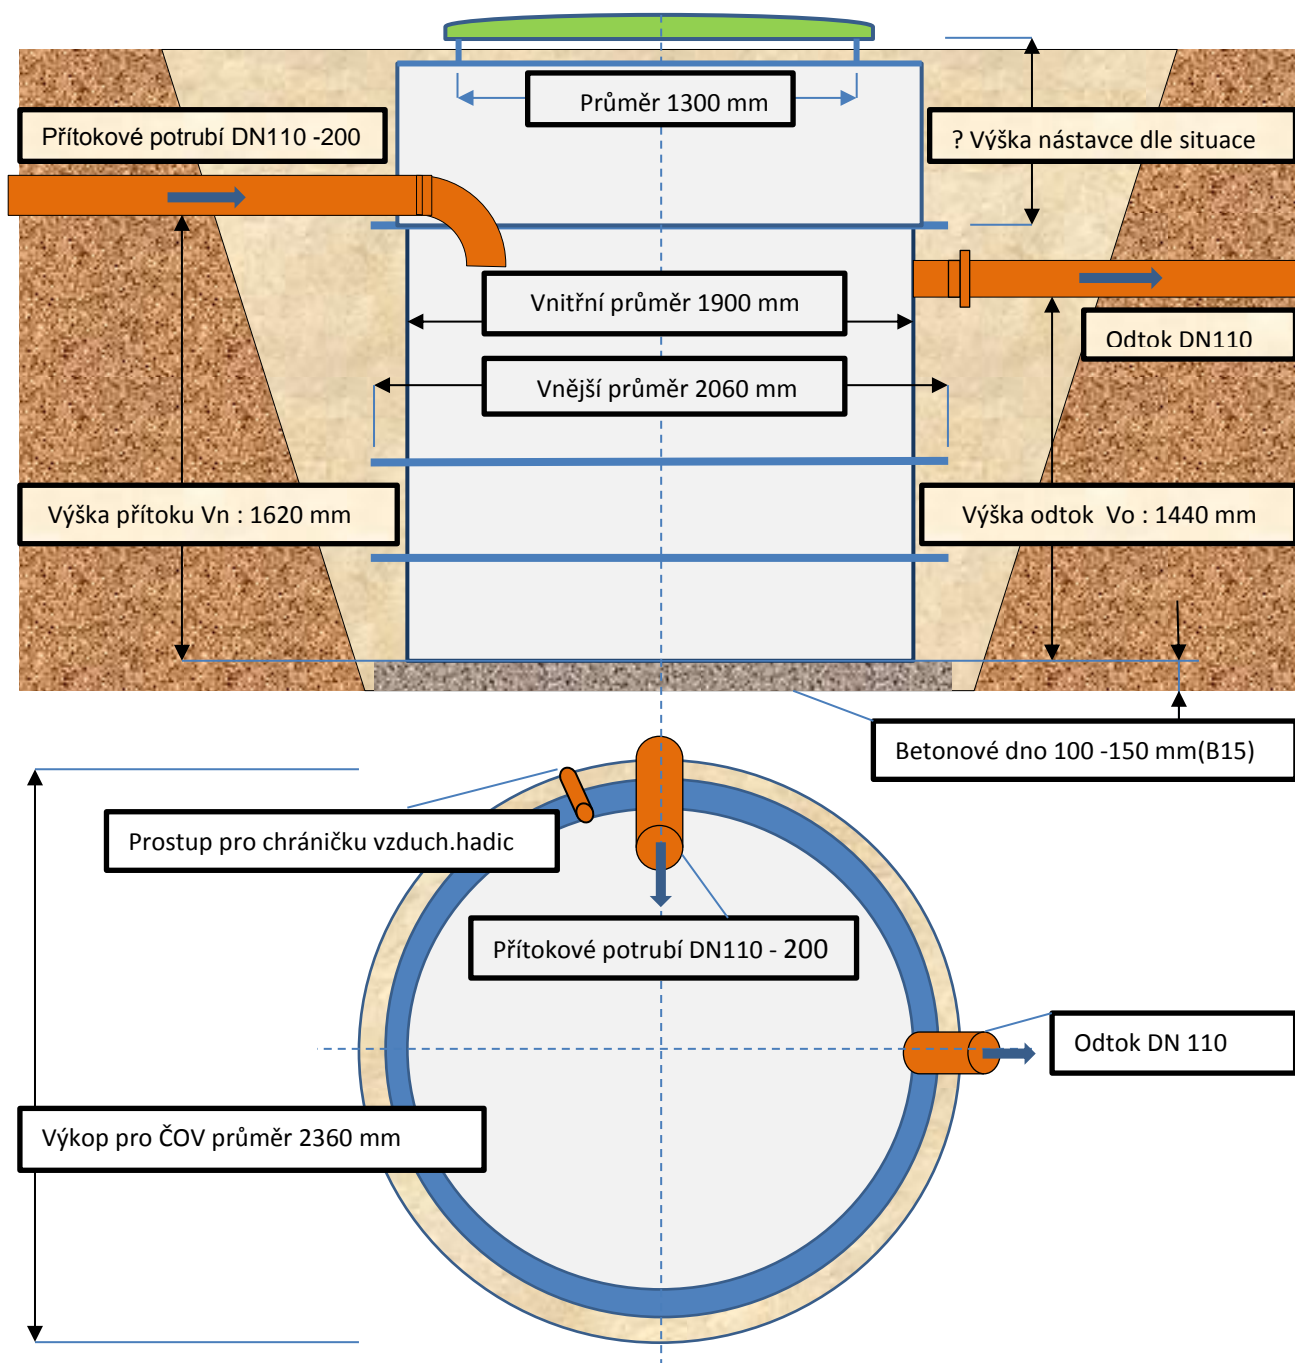 Průměr 1300 mm
Přítokové potrubí DN110 -200
? Výška nástavce dle situace
Vnitřní průměr 1900 mm
Odtok DN110
Vnější průměr 2060 mm
Výška přítoku Vn : 1620 mm
Výška odtok Vo : 1440 mm
Betonové dno 100 -150 mm(B15)
Prostup pro chráničku vzduch.hadic
Přítokové potrubí DN110 - 200
Odtok DN 110
Výkop pro ČOV průměr 2360 mm